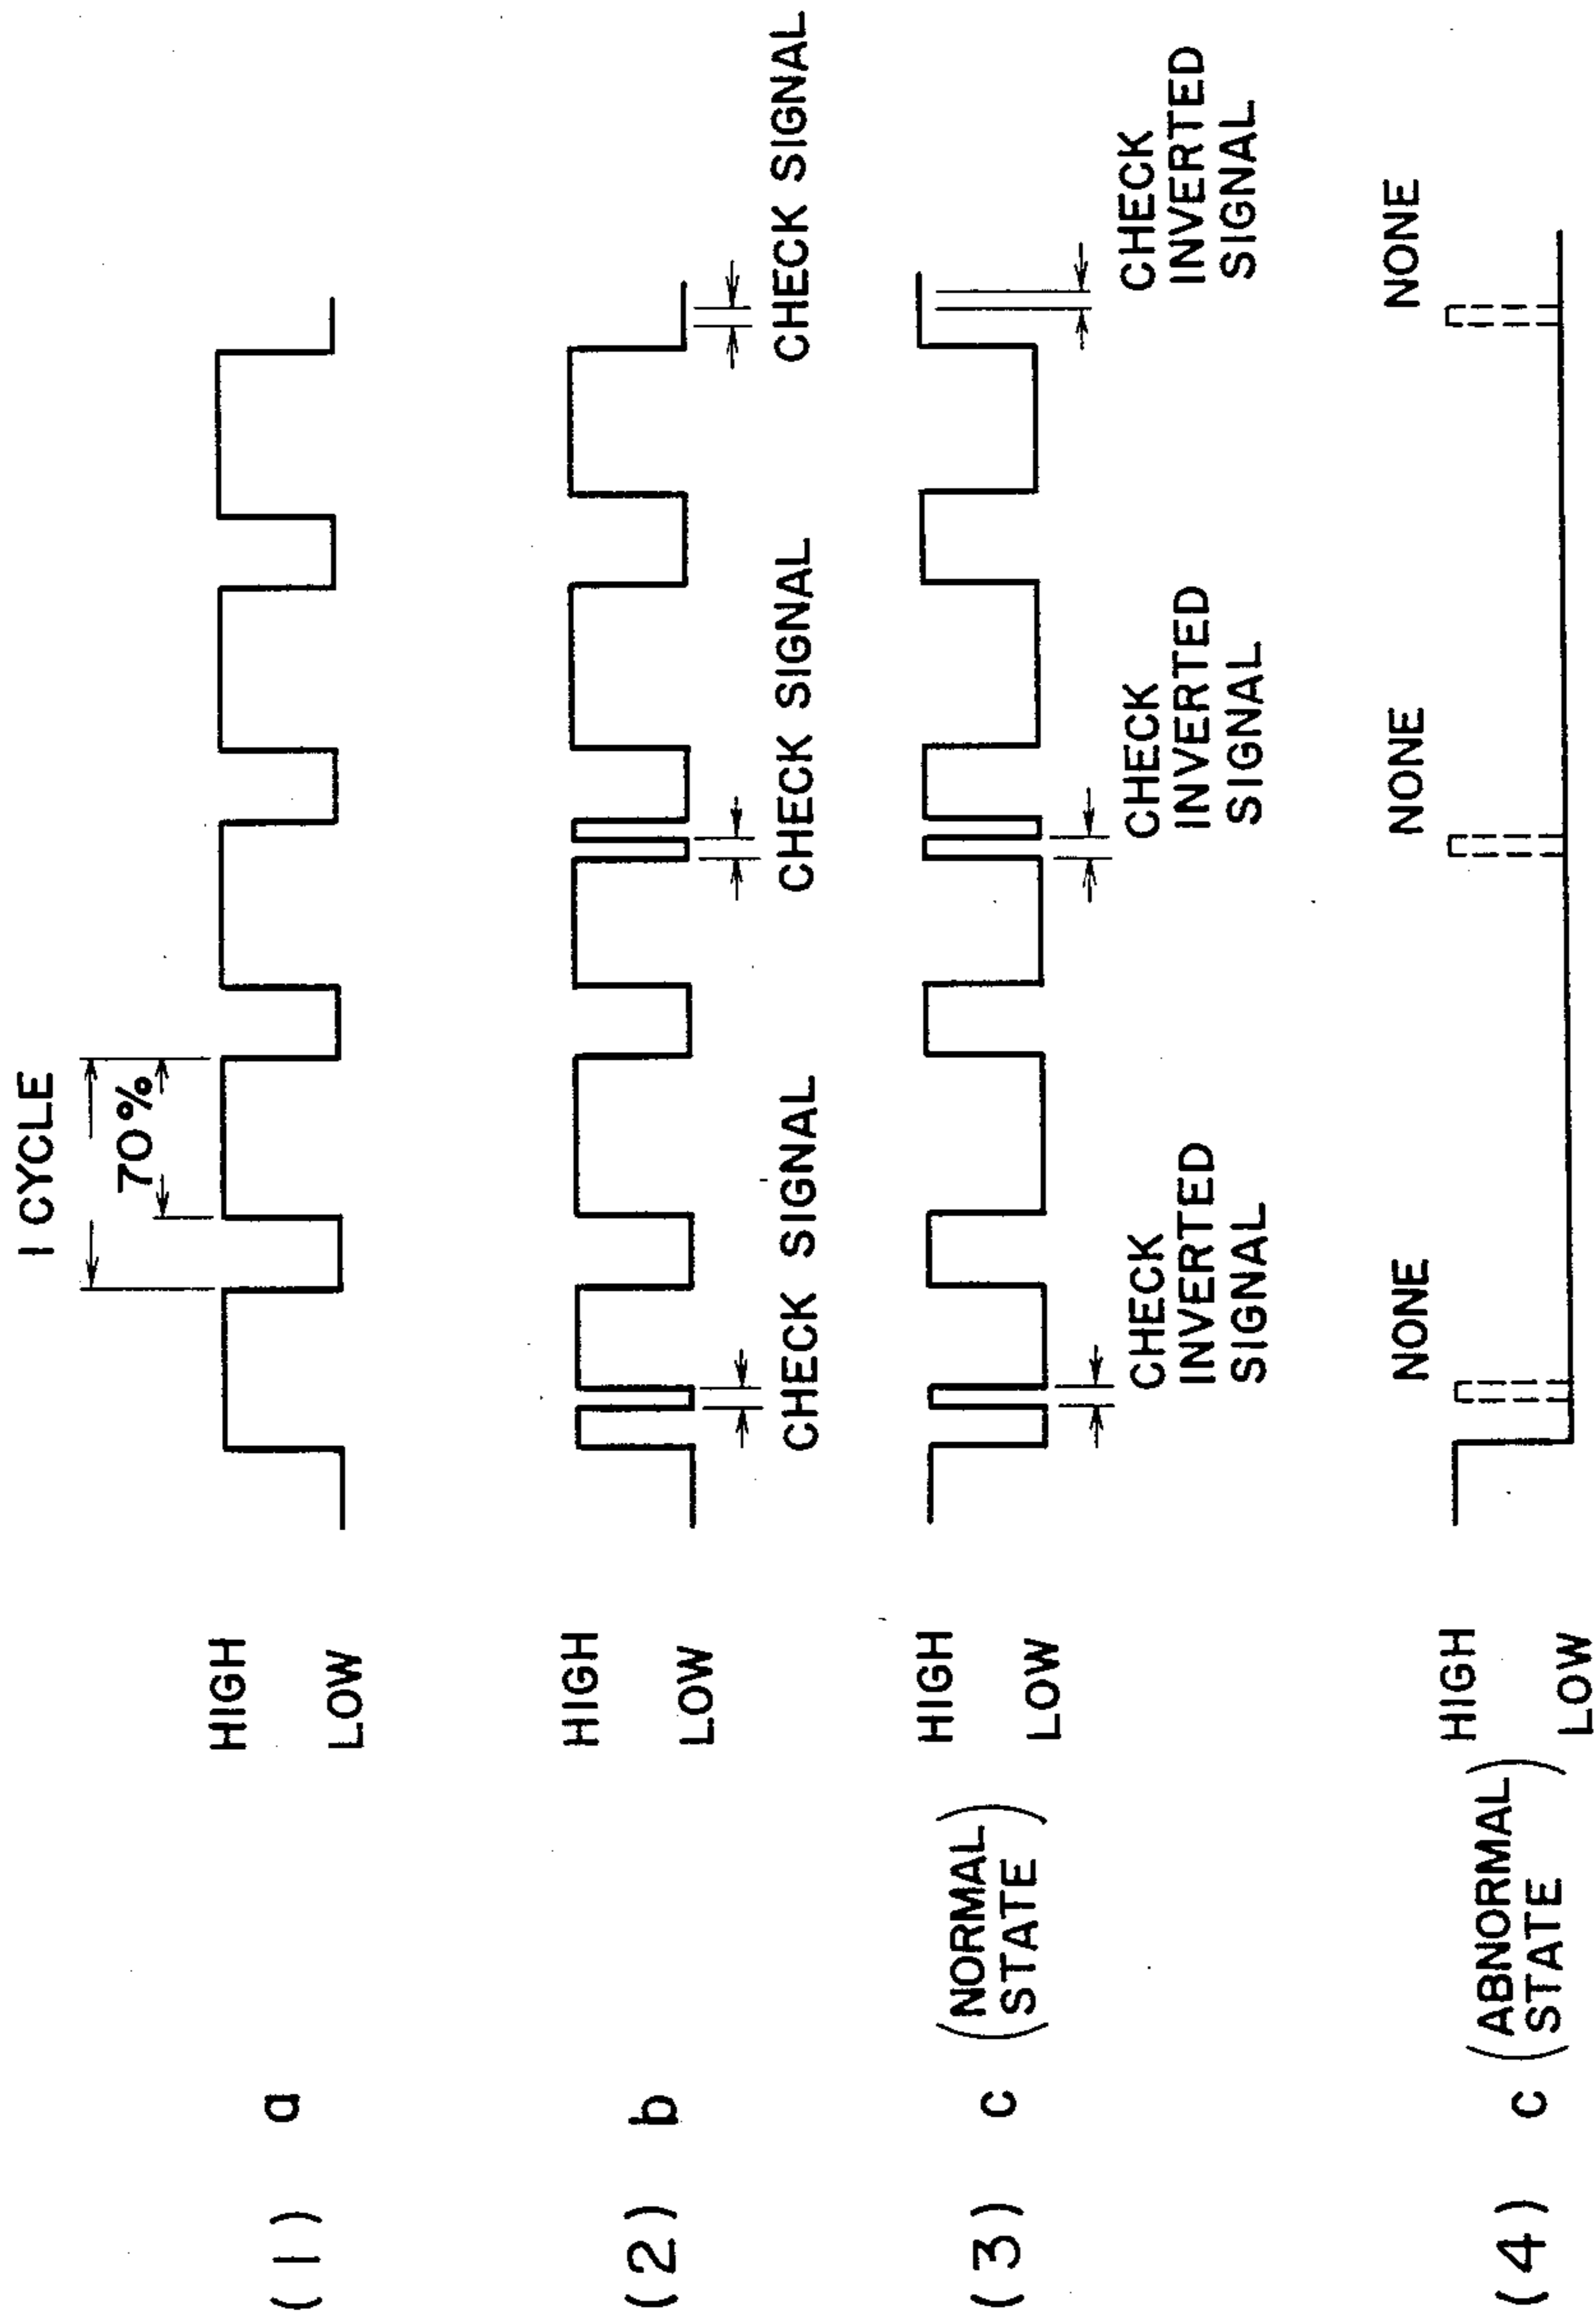 1 CYCLE
70%
(1) a
HIGH
LOW
(2) b
HIGH
LOW
CHECK SIGNAL
CHECK SIGNAL
CHECK SIGNAL
(3) c (NORMAL
STATE)
HIGH
LOW
CHECK
INVERTED
SIGNAL
CHECK
INVERTED
SIGNAL
CHECK
INVERTED
SIGNAL
(4) c (ABNORMAL
STATE)
HIGH
LOW
NONE
NONE
NONE